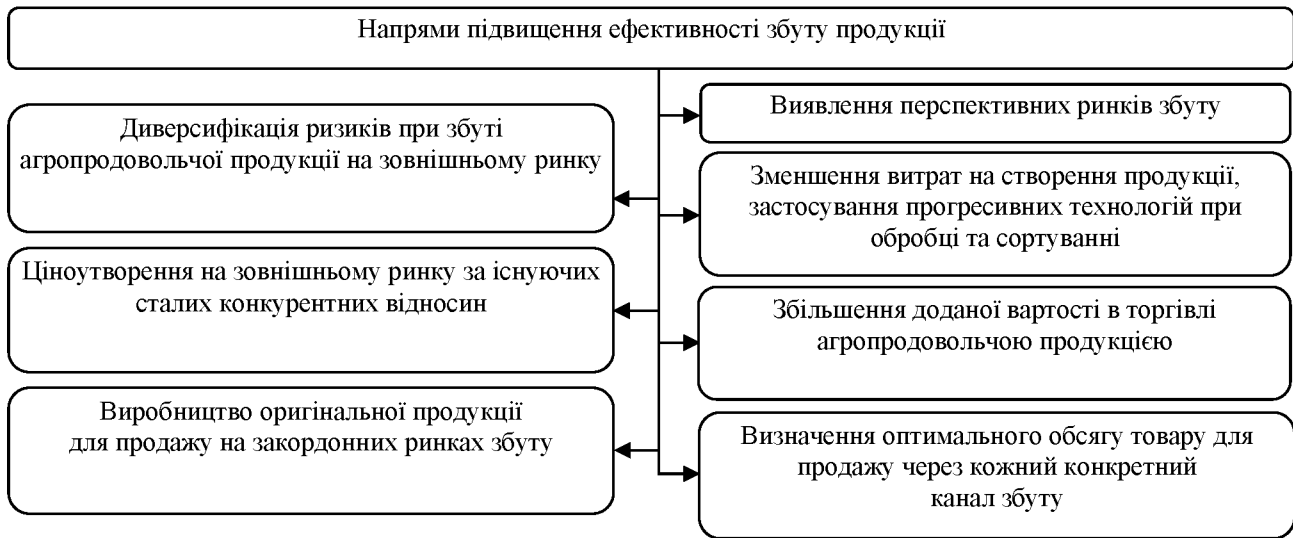 Напрями підвищення ефективності збуту продукції
Диверсифікація ризиків при збуті
агропродовольчої продукції на зовнішньому ринку
Ціноутворення на зовнішньому ринку за існуючих
сталих конкурентних відносин
Виробництво оригінальної продукції
для продажу на закордонних ринках збуту
Виявлення перспективних ринків збуту
Зменшення витрат на створення продукції,
застосування прогресивних технологій при
обробці та сортуванні
Збільшення доданої вартості в торгівлі
агропродовольчою продукцією
Визначення оптимального обсягу товару для
продажу через кожний конкретний
канал збуту